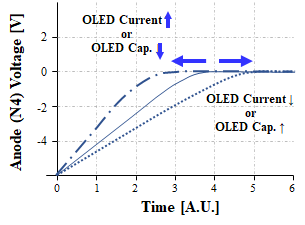 OLED Current ⬆
or
OLED Cap. ⬇
2
0
-2
-4
Anode (N4) Voltage [V]
OLED Current ↓
or
OLED Cap. ↑
0 1 2 3 4 5 6
Time [A.U.]